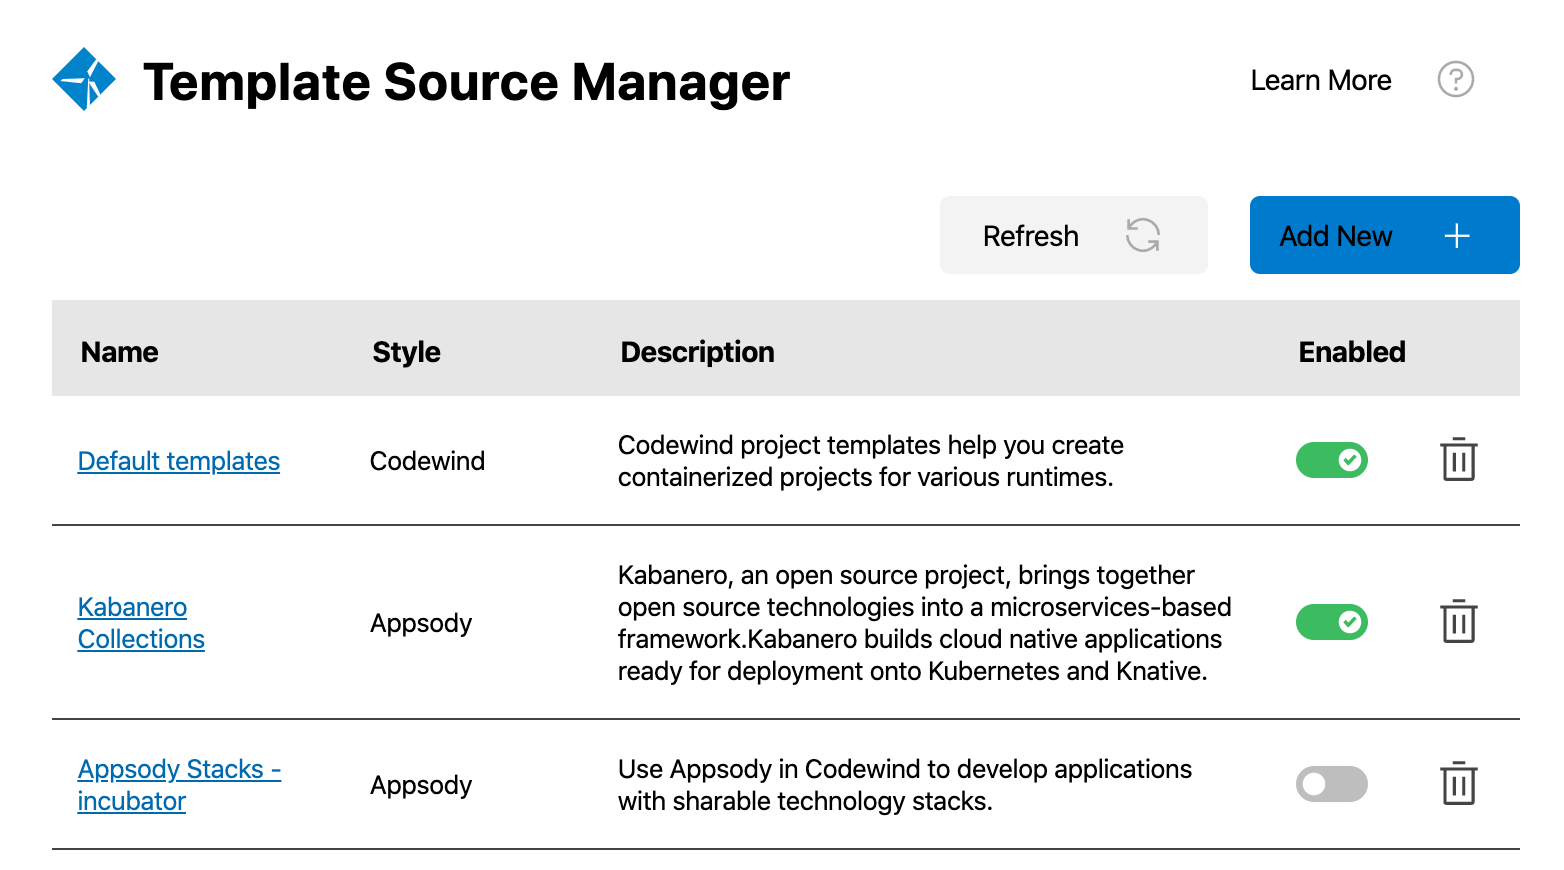 Template Source Manager
Learn More
Refresh
Add New
Name Style Description Enabled
Default templates
Codewind
Codewind project templates help you create
containerized projects for various runtimes.
Kabanero
Collections
Appsody
Kabanero, an open source project, brings together
open source technologies into a microservices-based
framework.Kabanero builds cloud native applications
ready for deployment onto Kubernetes and Knative.
Appsody Stacks -
incubator
Appsody
Use Appsody in Codewind to develop applications
with sharable technology stacks.